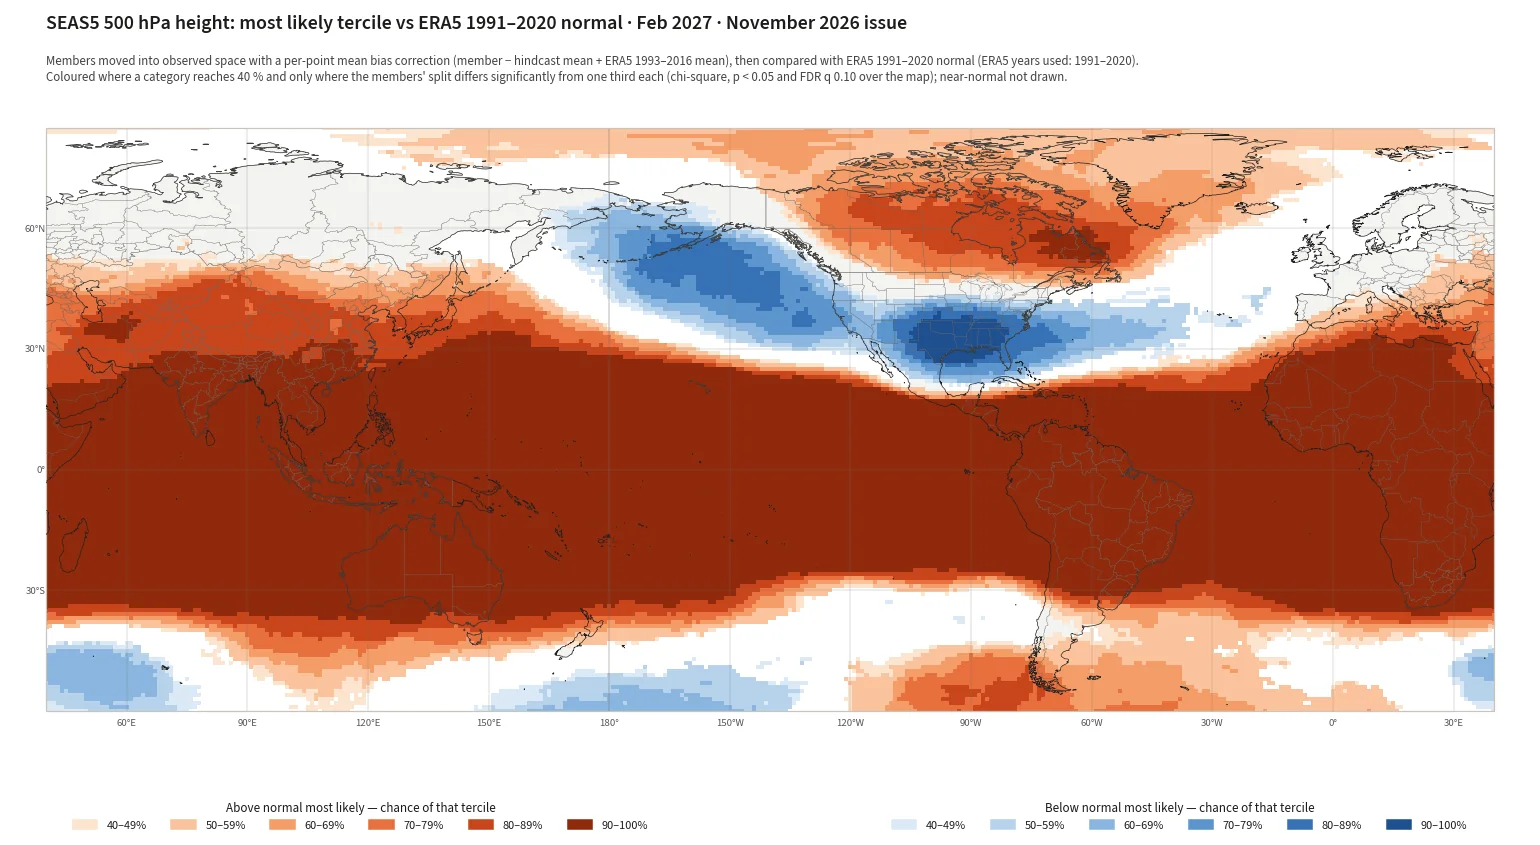 SEAS5 500 hPa height: most likely tercile vs ERA5 1991–2020 normal · Feb 2027 · November 2026 issue
Members moved into observed space with a per-point mean bias correction (member − hindcast mean + ERA5 1993–2016 mean), then compared with ERA5 1991–2020 normal (ERA5 years used: 1991–2020).
Coloured where a category reaches 40 % and only where the members' split differs significantly from one third each (chi-square, p < 0.05 and FDR q 0.10 over the map); near-normal not drawn.
60°N
30°N
0°
30°S
60°E 90°E 120°E 150°E 180° 150°W 120°W 90°W 60°W 30°W 0° 30°E
Above normal most likely — chance of that tercile
40–49% 50–59% 60–69% 70–79% 80–89% 90–100%
Below normal most likely — chance of that tercile
40–49% 50–59% 60–69% 70–79% 80–89% 90–100%